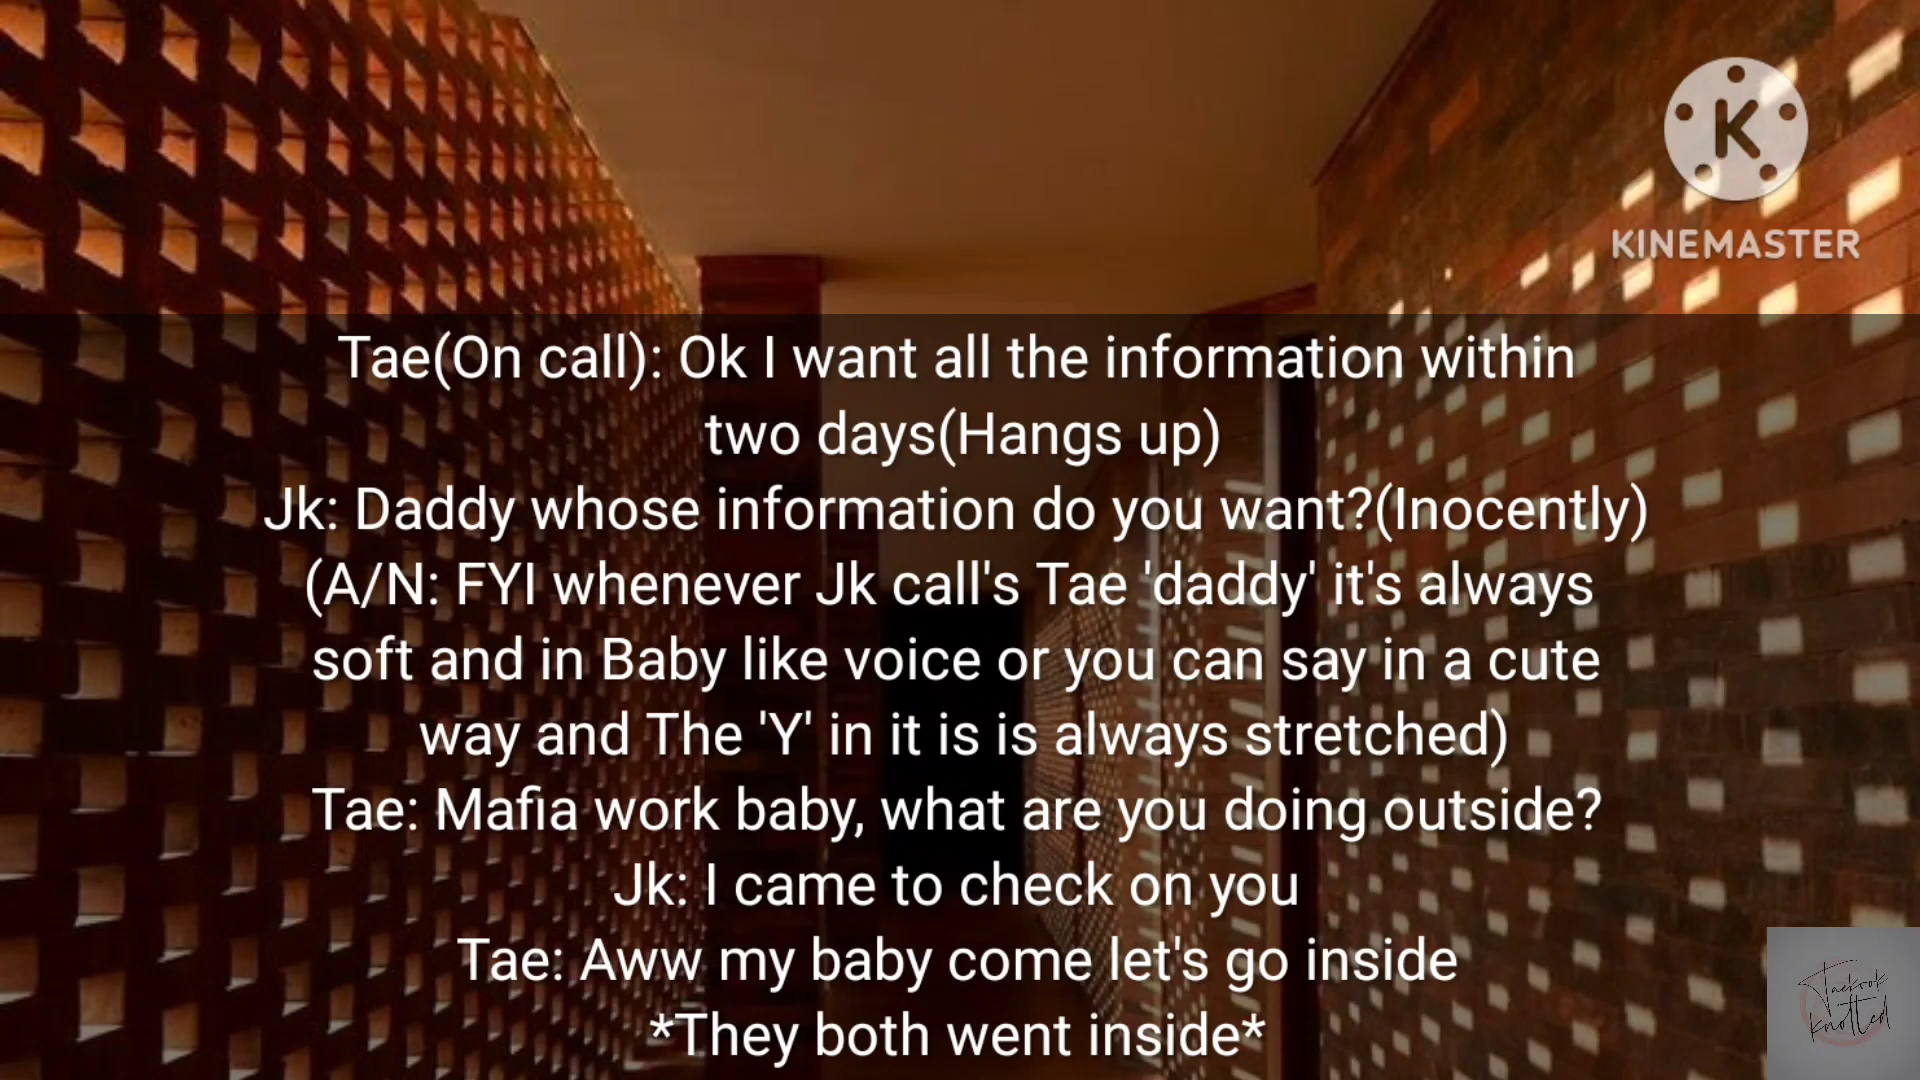 K
KINEMASTER
Tae(On call): Ok I want all the information within
two days(Hangs up)
Jk: Daddy whose information do you want?(Inocently)
(A/N: FYI whenever Jk call's Tae 'daddy' it's always
soft and in Baby like voice or you can say in a cute
way and The 'Y' in it is is always stretched)
Tae: Mafia work baby, what are you doing outside?
Jk: I came to check on you
Tae: Aww my baby come let's go inside
*They both went inside*
Taekook
knotted